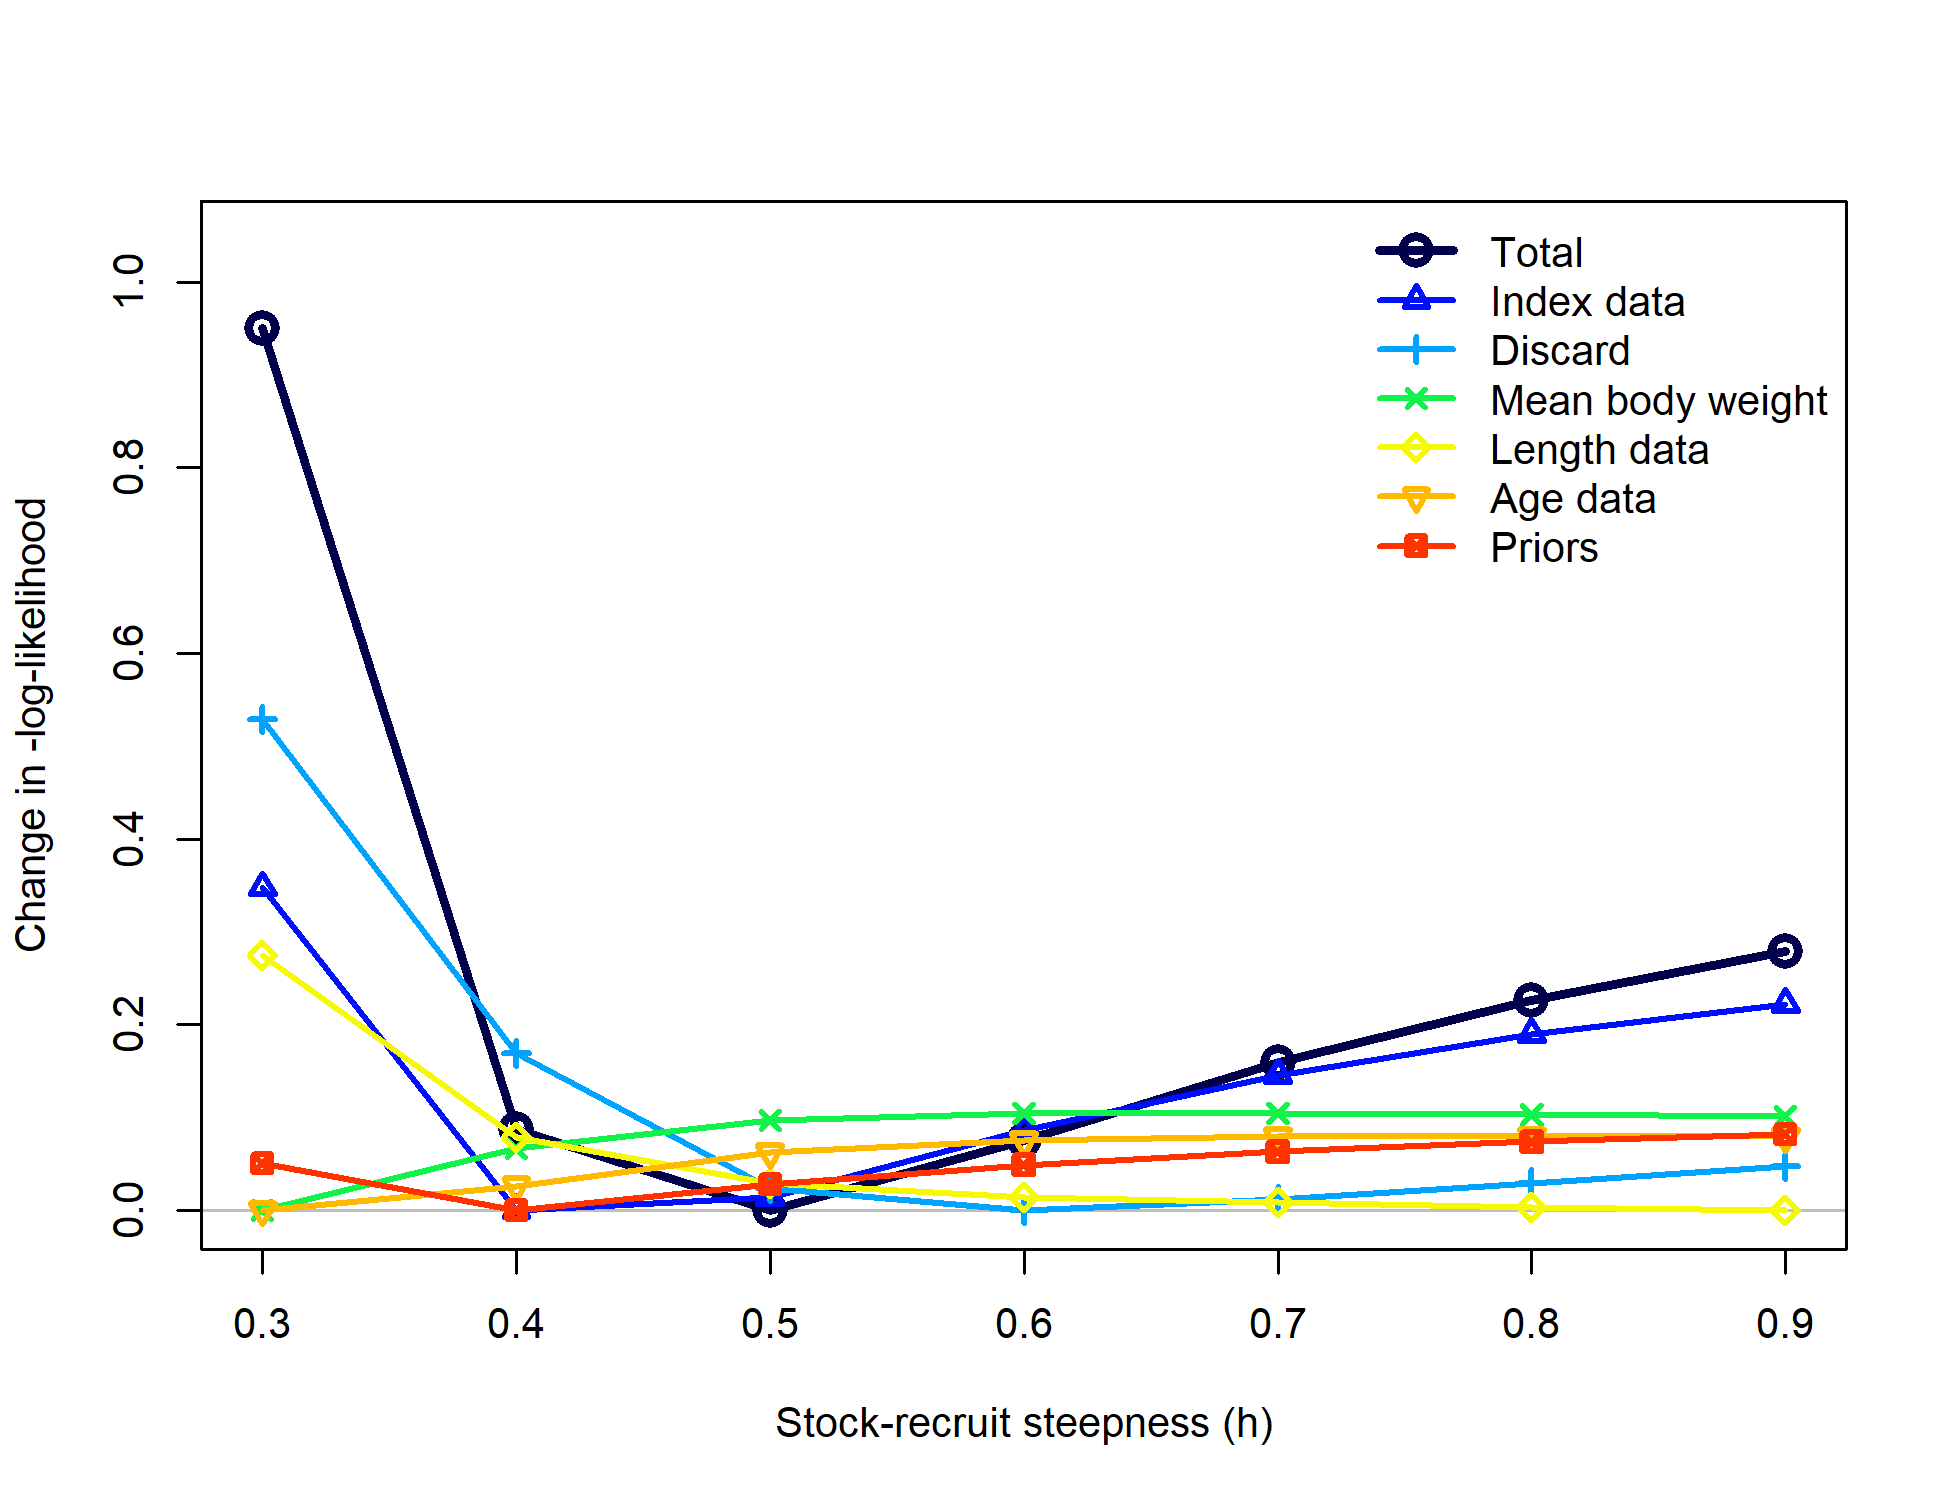 Total
Index data
Discard
Mean body weight
Length data
Age data
Priors
Change in -log-likelihood
1.0
0.8
0.6
0.4
0.2
0.0
0.3 0.4 0.5 0.6 0.7 0.8 0.9
Stock-recruit steepness (h)